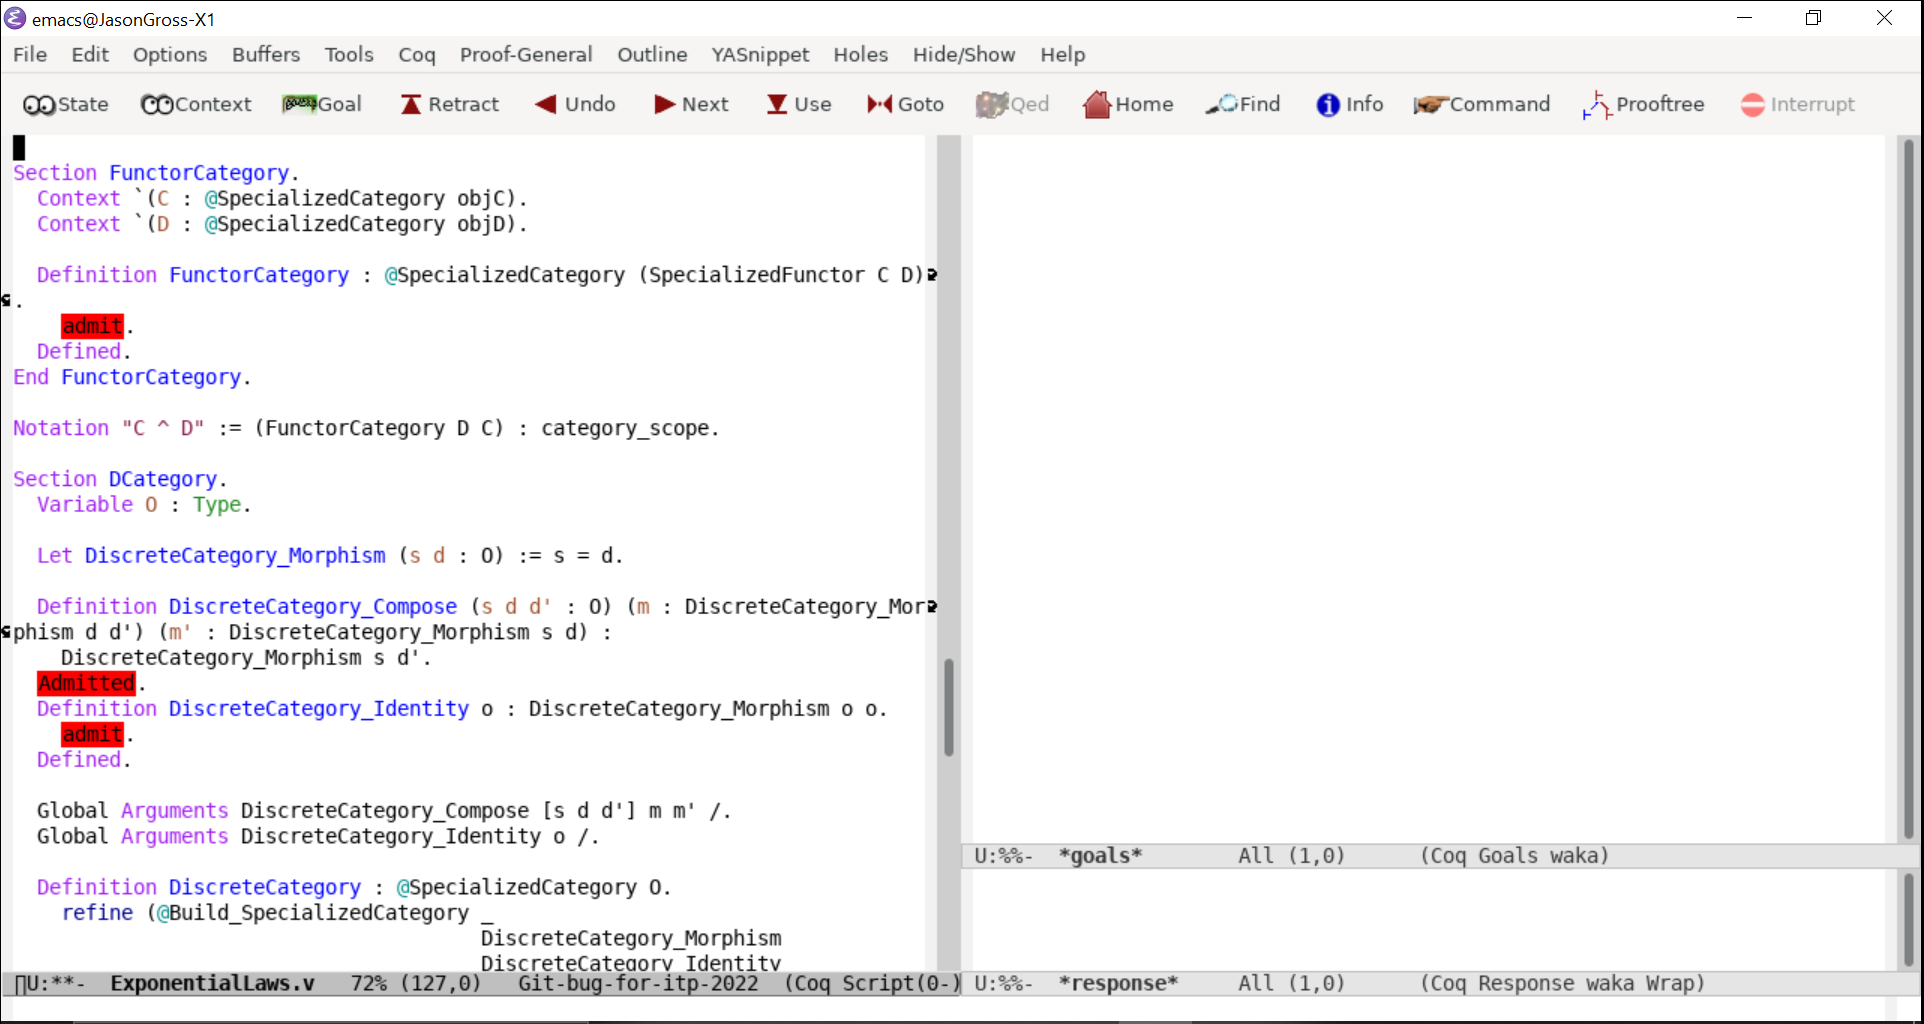 emacs@JasonGross-X1
File Edit Options Buffers Tools Coq Proof-General Outline YASnippet Holes Hide/Show Help
State Context Goal Retract Undo Next Use Goto Qed Home Find Info Command Prooftree Interrupt
Section FunctorCategory.
  Context `(C : @SpecializedCategory objC).
  Context `(D : @SpecializedCategory objD).
  Definition FunctorCategory : @SpecializedCategory (SpecializedFunctor C D)
.
    admit.
  Defined.
End FunctorCategory.
Notation "C ^ D" := (FunctorCategory D C) : category_scope.
Section DCategory.
  Variable O : Type.
  Let DiscreteCategory_Morphism (s d : O) := s = d.
  Definition DiscreteCategory_Compose (s d d' : O) (m : DiscreteCategory_Mor
phism d d') (m' : DiscreteCategory_Morphism s d) :
    DiscreteCategory_Morphism s d'.
  Admitted.
  Definition DiscreteCategory_Identity o : DiscreteCategory_Morphism o o.
    admit.
  Defined.
  Global Arguments DiscreteCategory_Compose [s d d'] m m' /.
  Global Arguments DiscreteCategory_Identity o /.
  Definition DiscreteCategory : @SpecializedCategory O.
    refine (@Build_SpecializedCategory _
                                       DiscreteCategory_Morphism
                                       DiscreteCategory_Identity
U:**-  ExponentialLaws.v   72% (127,0)   Git-bug-for-itp-2022  (Coq Script(0-)
U:%%-  *goals*        All (1,0)      (Coq Goals waka)
U:%%-  *response*     All (1,0)      (Coq Response waka Wrap)